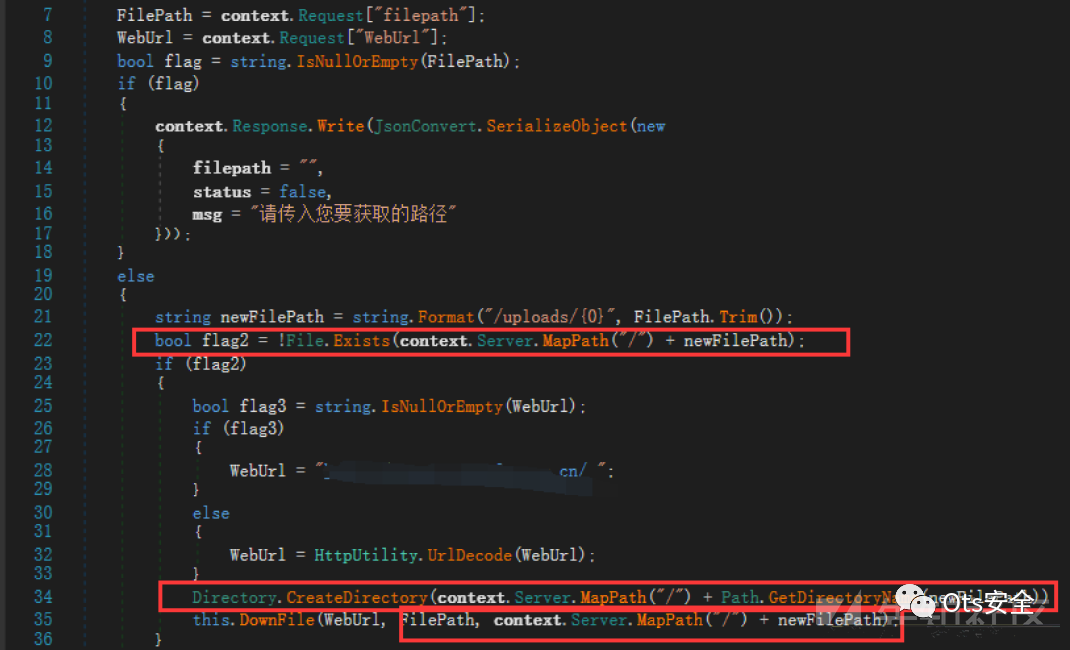 7 FilePath = context.Request["filepath"];
8 WebUrl = context.Request["WebUrl"];
9 bool flag = string.IsNullOrEmpty(FilePath);
10 if (flag)
11 {
12 context.Response.Write(JsonConvert.SerializeObject(new
13 {
14 filepath = "",
15 status = false,
16 msg = "请传入您要获取的路径"
17 }));
18 }
19 else
20 {
21 string newFilePath = string.Format("/uploads/{0}", FilePath.Trim());
22 bool flag2 = !File.Exists(context.Server.MapPath("/") + newFilePath);
23 if (flag2)
24 {
25 bool flag3 = string.IsNullOrEmpty(WebUrl);
26 if (flag3)
27 {
28 WebUrl = " cn/ ";
29 }
30 else
31 {
32 WebUrl = HttpUtility.UrlDecode(WebUrl);
33 }
34 Directory.CreateDirectory(context.Server.MapPath("/") + Path.
35 this.DownFile(WebUrl, FilePath, context.Server.MapPath("/") + newFilePath);
36 }
Ots安全